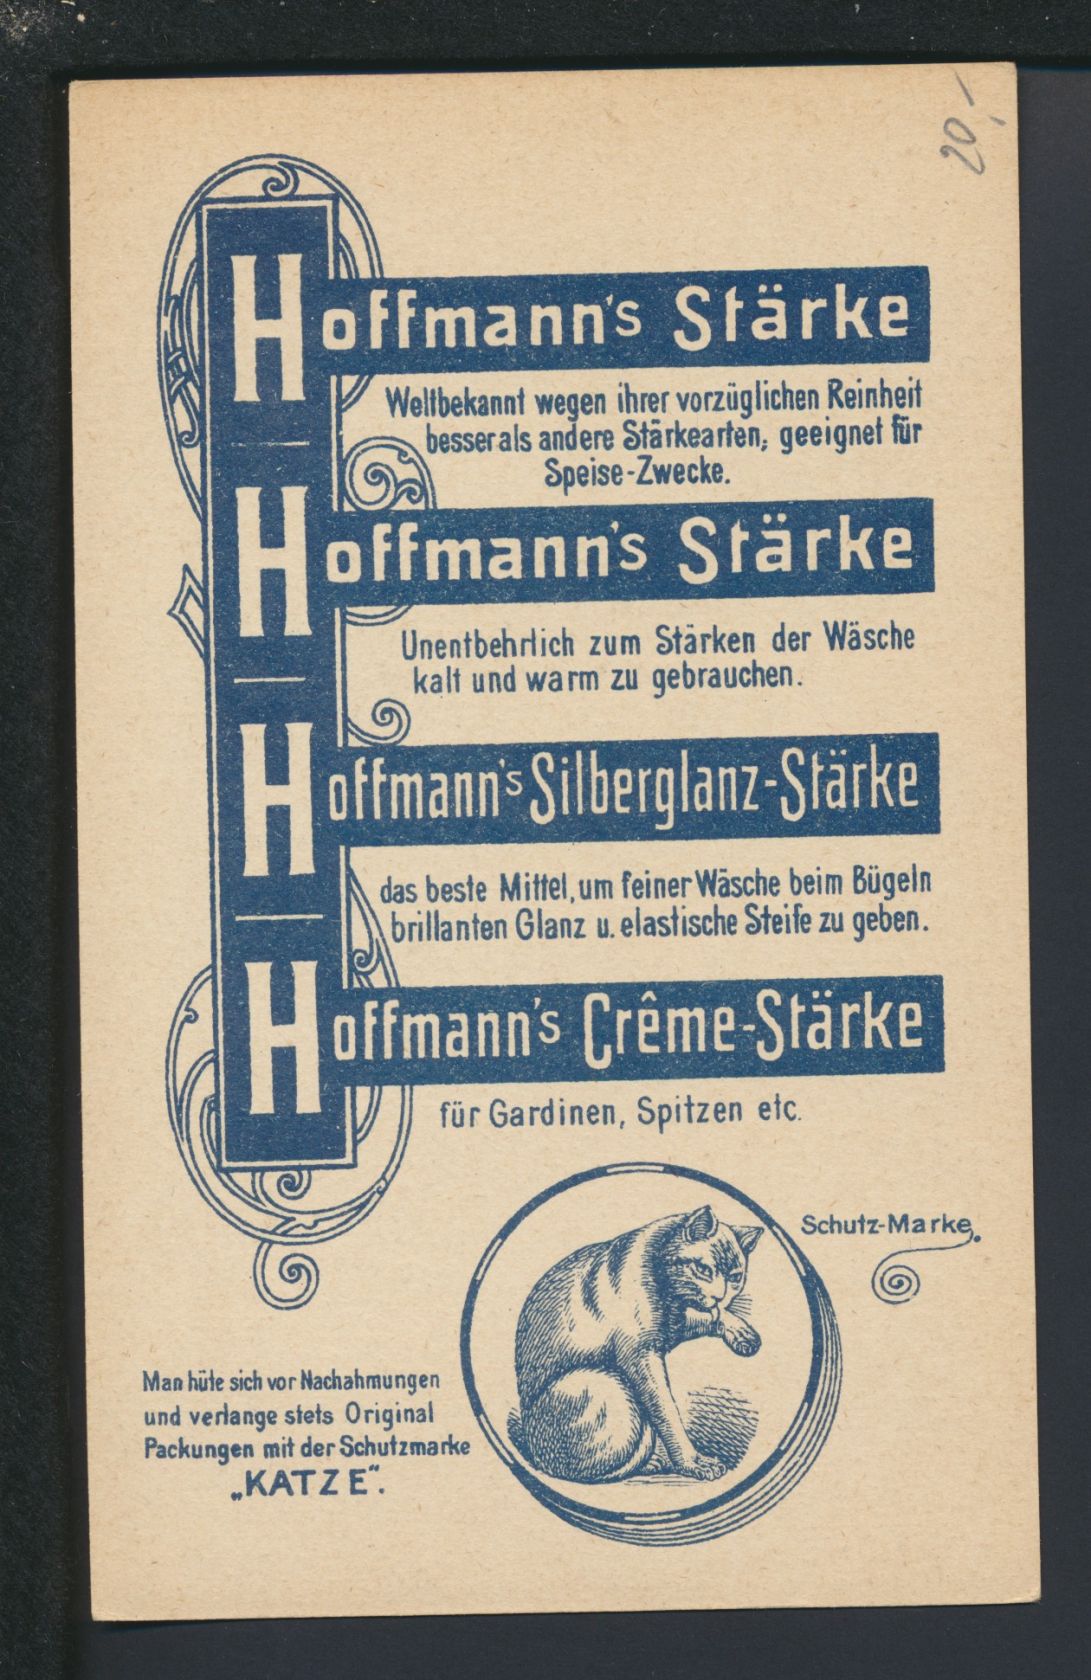 20,-
Hoffmann's Stärke
Weltbekannt wegen ihrer vorzüglichen Reinheit
besser als andere Stärkearten, geeignet für
Speise-Zwecke.
Hoffmann's Stärke
Unentbehrlich zum Stärken der Wäsche
kalt und warm zu gebrauchen.
Hoffmann's Silberglanz-Stärke
das beste Mittel, um feiner Wäsche beim Bügeln
brillanten Glanz u. elastische Steife zu geben.
Hoffmann's Crême-Stärke
für Gardinen, Spitzen etc.
Schutz-Marke.
Man hüte sich vor Nachahmungen
und verlange stets Original
Packungen mit der Schutzmarke
„KATZE“.